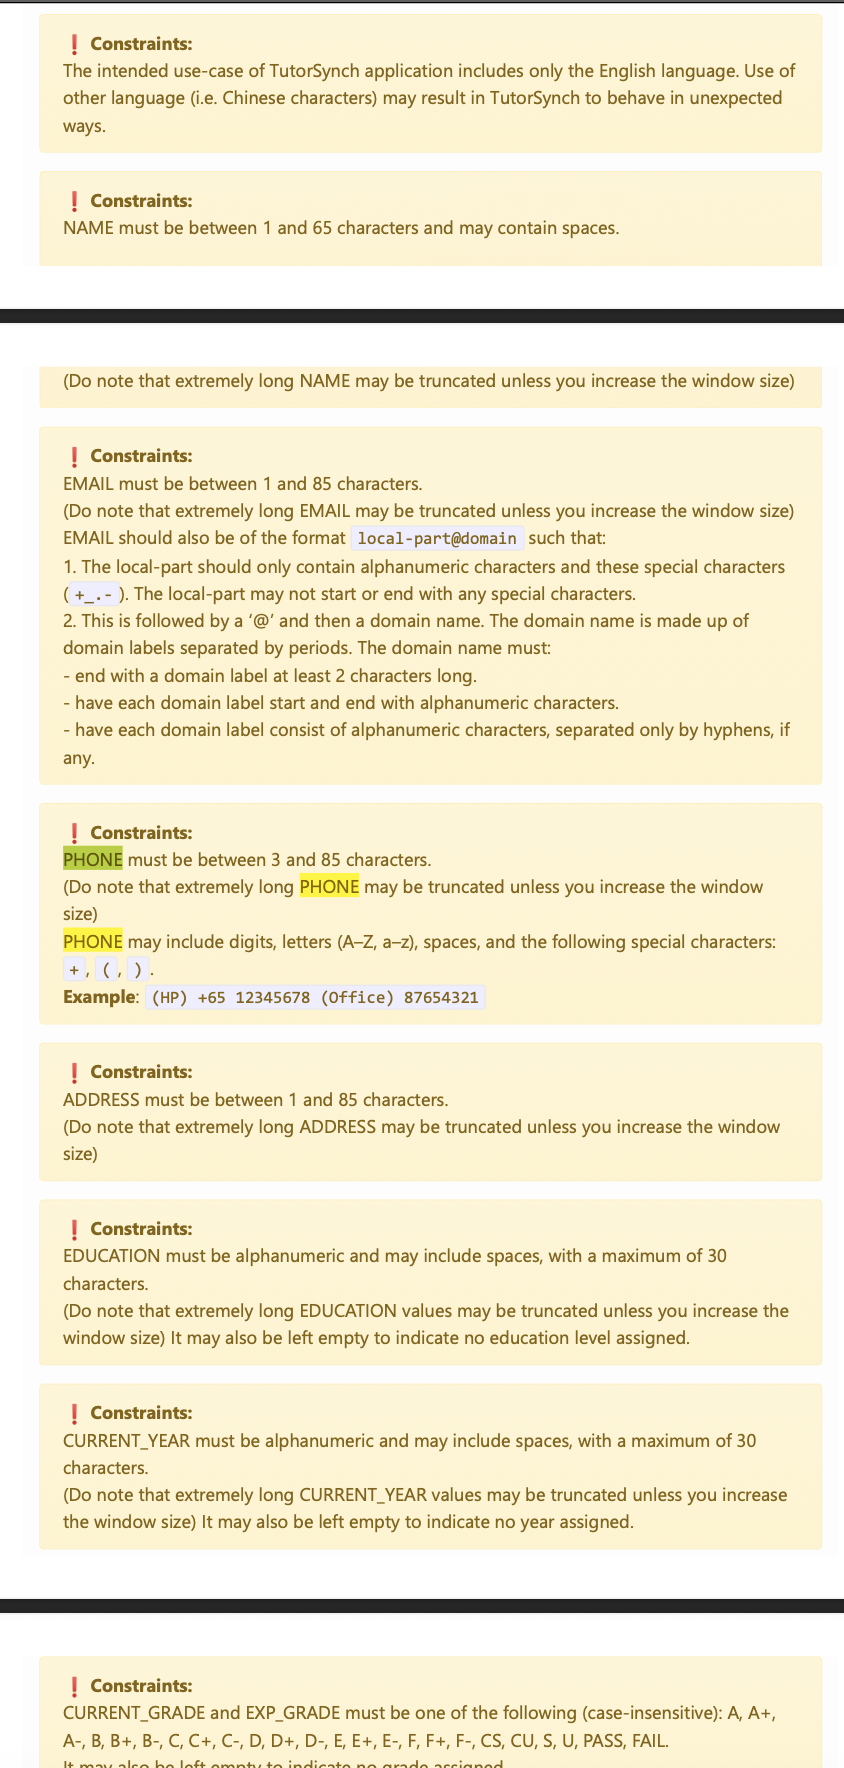 ❗ Constraints:
The intended use-case of TutorSynch application includes only the English language. Use of
other language (i.e. Chinese characters) may result in TutorSynch to behave in unexpected
ways.
❗ Constraints:
NAME must be between 1 and 65 characters and may contain spaces.
(Do note that extremely long NAME may be truncated unless you increase the window size)
❗ Constraints:
EMAIL must be between 1 and 85 characters.
(Do note that extremely long EMAIL may be truncated unless you increase the window size)
EMAIL should also be of the format local-part@domain such that:
1. The local-part should only contain alphanumeric characters and these special characters
( +_.- ). The local-part may not start or end with any special characters.
2. This is followed by a ‘@’ and then a domain name. The domain name is made up of
domain labels separated by periods. The domain name must:
- end with a domain label at least 2 characters long.
- have each domain label start and end with alphanumeric characters.
- have each domain label consist of alphanumeric characters, separated only by hyphens, if
any.
❗ Constraints:
PHONE must be between 3 and 85 characters.
(Do note that extremely long PHONE may be truncated unless you increase the window
size)
PHONE may include digits, letters (A–Z, a–z), spaces, and the following special characters:
+ , ( , ) .
Example: (HP) +65 12345678 (Office) 87654321
❗ Constraints:
ADDRESS must be between 1 and 85 characters.
(Do note that extremely long ADDRESS may be truncated unless you increase the window
size)
❗ Constraints:
EDUCATION must be alphanumeric and may include spaces, with a maximum of 30
characters.
(Do note that extremely long EDUCATION values may be truncated unless you increase the
window size) It may also be left empty to indicate no education level assigned.
❗ Constraints:
CURRENT_YEAR must be alphanumeric and may include spaces, with a maximum of 30
characters.
(Do note that extremely long CURRENT_YEAR values may be truncated unless you increase
the window size) It may also be left empty to indicate no year assigned.
❗ Constraints:
CURRENT_GRADE and EXP_GRADE must be one of the following (case-insensitive): A, A+,
A-, B, B+, B-, C, C+, C-, D, D+, D-, E, E+, E-, F, F+, F-, CS, CU, S, U, PASS, FAIL.
It may also be left empty to indicate no grade assigned.